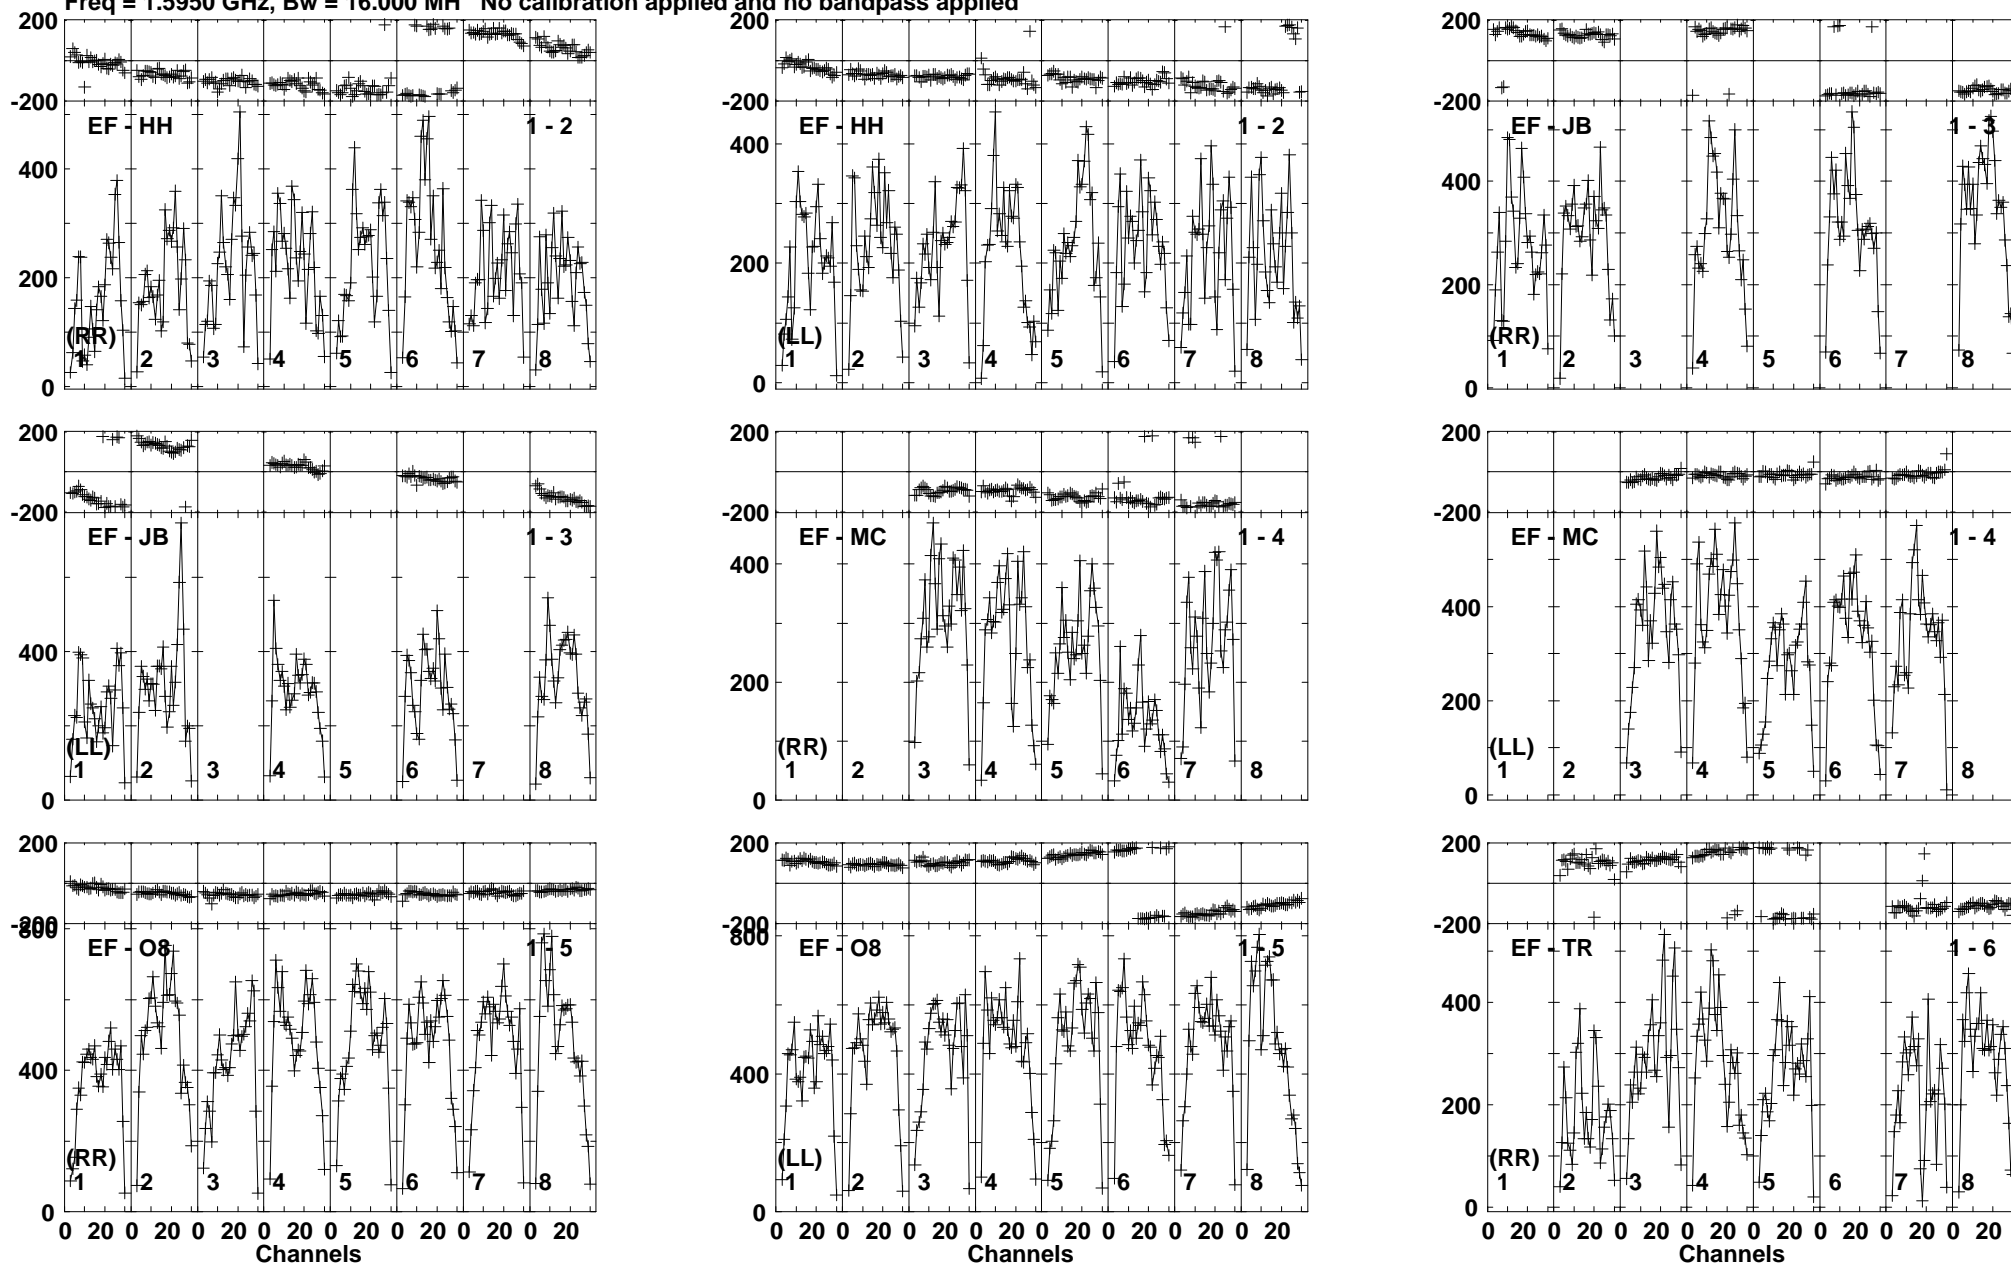 Freq = 1.5950 GHz, Bw = 16.000 MH No calibration applied and no bandpass applied
200 200 200
-200 -200 -200
EF - HH 1 - 2 EF - HH 1 - 2 EF - JB 1 - 3
400 400 400
200 200 200
(RR) (LL) (RR)
1 2 3 4 5 6 7 8 1 2 3 4 5 6 7 8 1 2 3 4 5 6 7 8
0 0 0
200 200 200
-200 -200 -200
EF - JB 1 - 3 EF - MC 1 - 4 EF - MC 1 - 4
400 400 400
200 200
(LL) (RR) (LL)
1 2 3 4 5 6 7 8 1 2 3 4 5 6 7 8 1 2 3 4 5 6 7 8
0 0 0
200 200 200
-200 -200 -200
800 800
EF - O8 1 - 5 EF - O8 1 - 5 EF - TR 1 - 6
400 400 400
200
(RR) (LL) (RR)
1 2 3 4 5 6 7 8 1 2 3 4 5 6 7 8 1 2 3 4 5 6 7 8
0 0 0
0 20 0 20 0 20 0 20 0 20 0 20 0 20 0 20 0 20 0 20 0 20 0 20 0 20 0 20 0 20 0 20 0 20 0 20 0 20 0 20 0 20 0 20 0 20 0 20
Channels Channels Channels